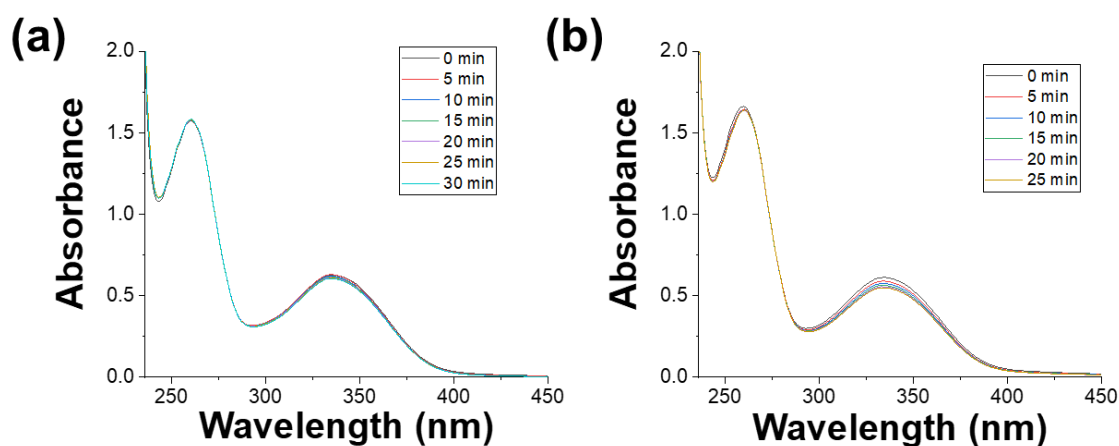 (a)
Absorbance
2.0
1.5
1.0
0.5
0.0
250
300
350
400
450
Wavelength (nm)
0 min
5 min
10 min
15 min
20 min
25 min
30 min
(b)
Absorbance
2.0
1.5
1.0
0.5
0.0
250
300
350
400
450
Wavelength (nm)
0 min
5 min
10 min
15 min
20 min
25 min